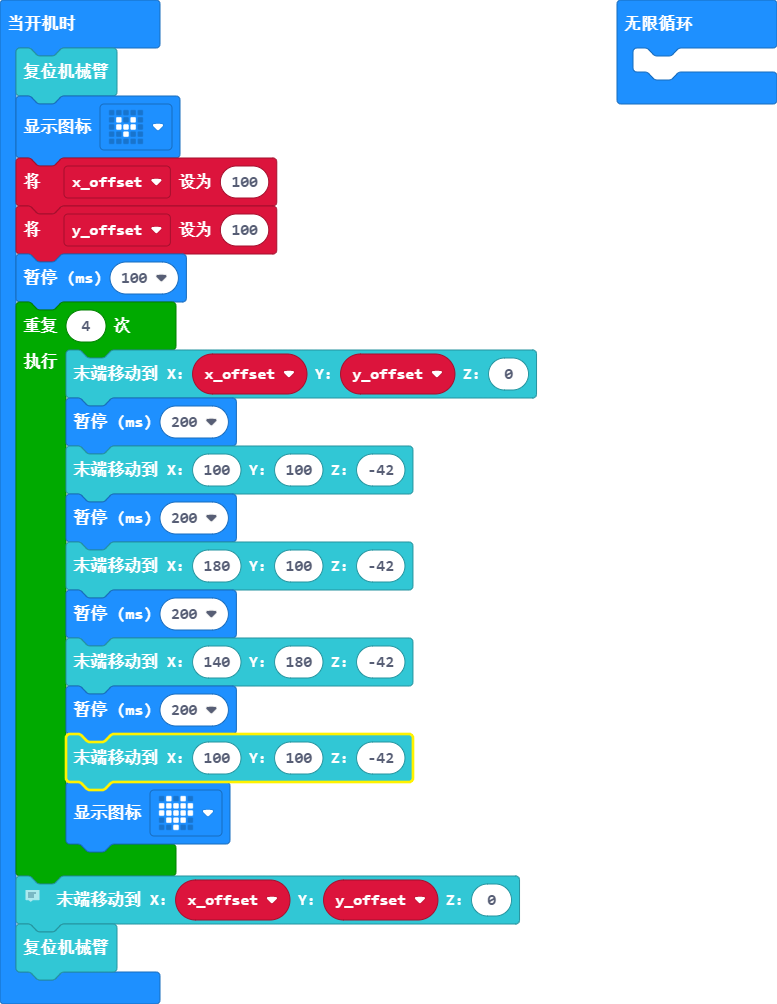 当开机时
无限循环
复位机械臂
显示图标
将 x_offset 设为 100
将 y_offset 设为 100
暂停 (ms) 100
重复 4 次
执行
末端移动到 X: x_offset Y: y_offset Z: 0
暂停 (ms) 200
末端移动到 X: 100 Y: 100 Z: -42
暂停 (ms) 200
末端移动到 X: 180 Y: 100 Z: -42
暂停 (ms) 200
末端移动到 X: 140 Y: 180 Z: -42
暂停 (ms) 200
末端移动到 X: 100 Y: 100 Z: -42
显示图标
末端移动到 X: x_offset Y: y_offset Z: 0
复位机械臂